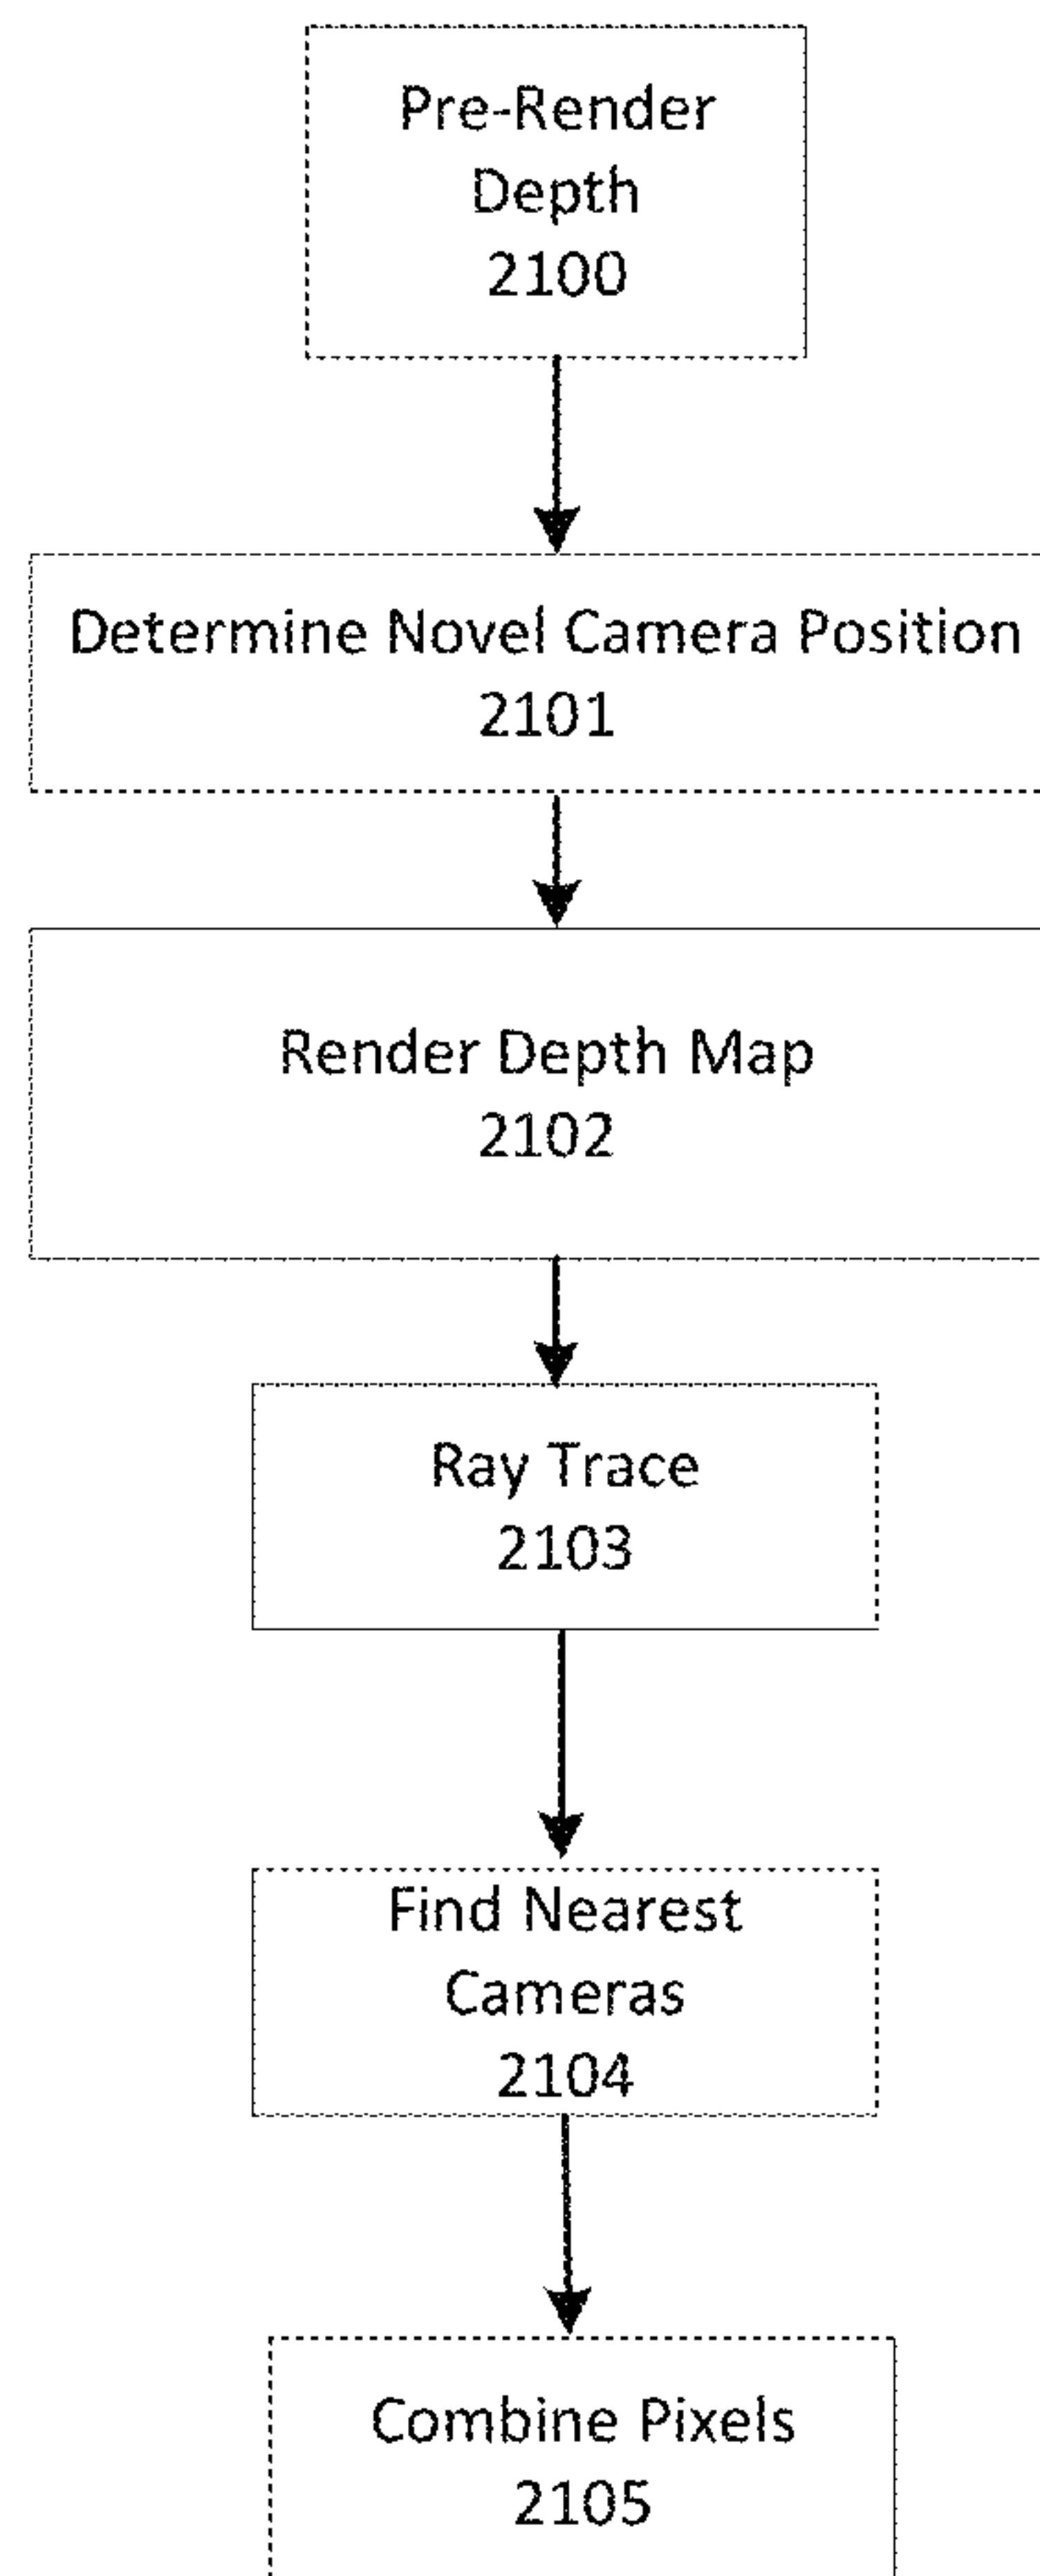 Pre-Render
Depth
2100
Determine Novel Camera Position
2101
Render Depth Map
2102
Ray Trace
2103
Find Nearest
Cameras
2104
Combine Pixels
2105